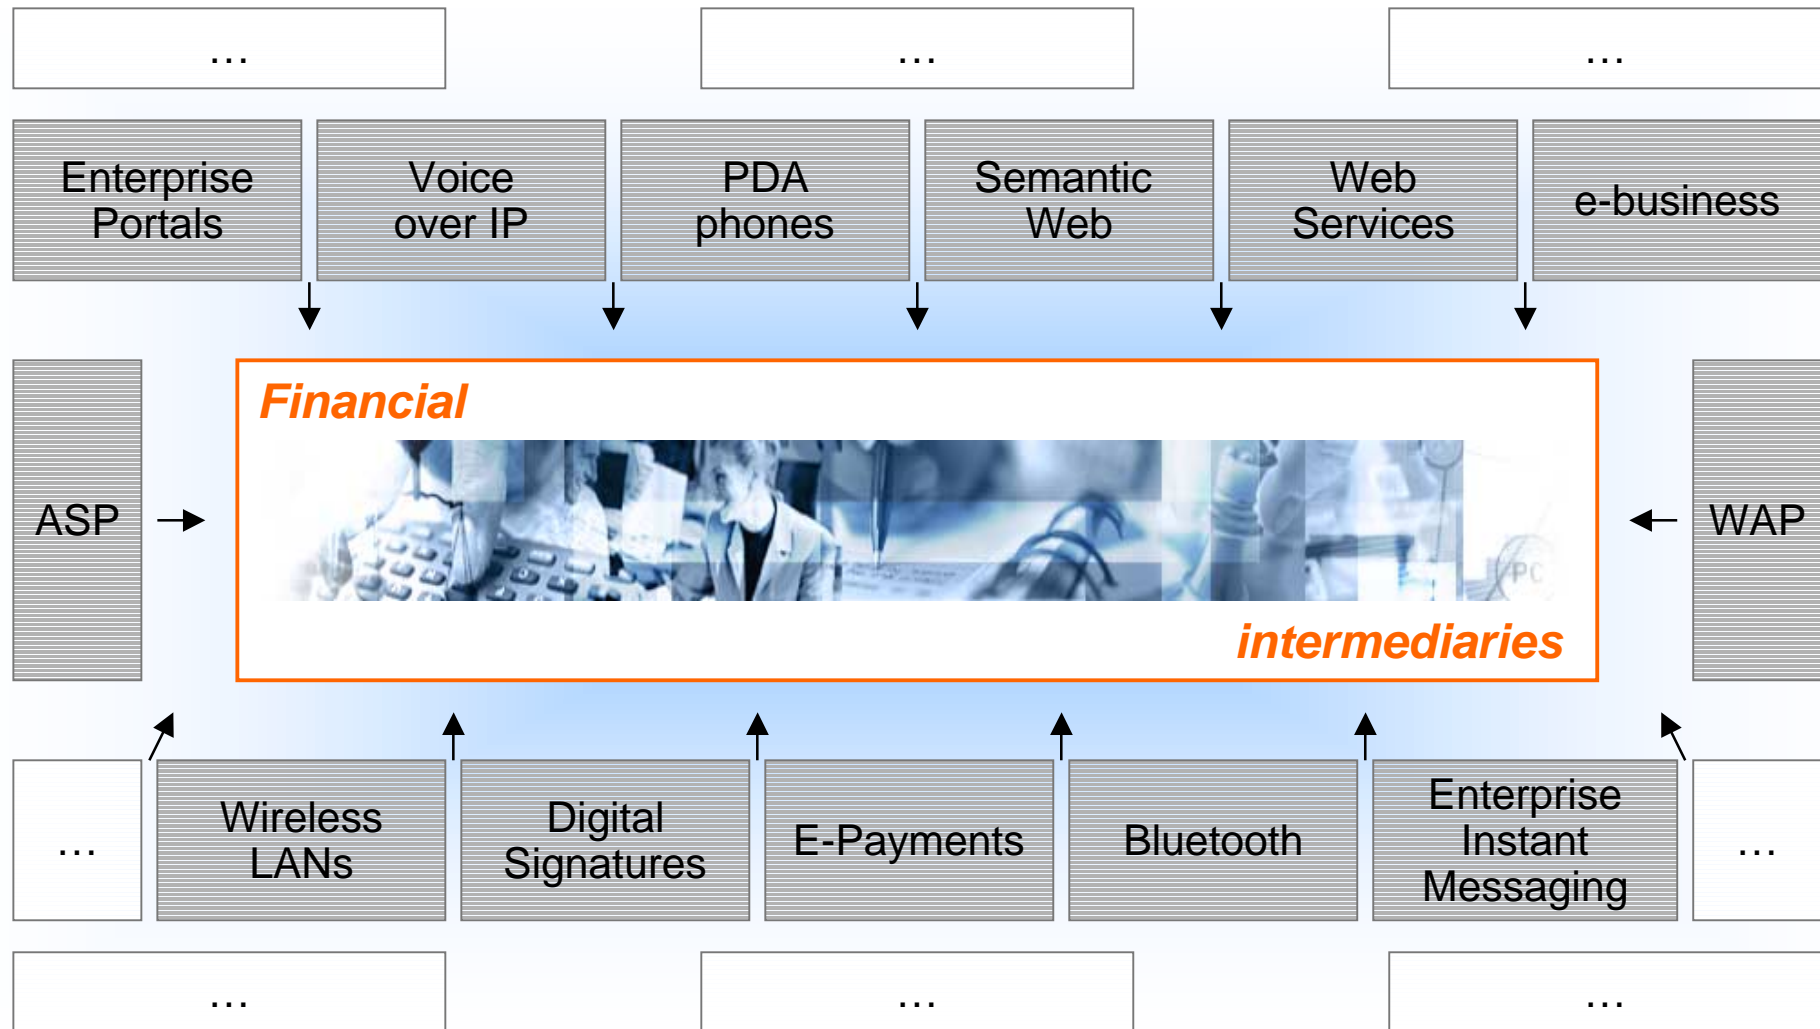 …
…
…
Enterprise
Portals
Voice
over IP
PDA
phones
Semantic
Web
Web
Services
e-business
Financial
ASP
WAP
PC
intermediaries
…
Wireless
LANs
Digital
Signatures
E-Payments
Bluetooth
Enterprise
Instant
Messaging
…
…
…
…